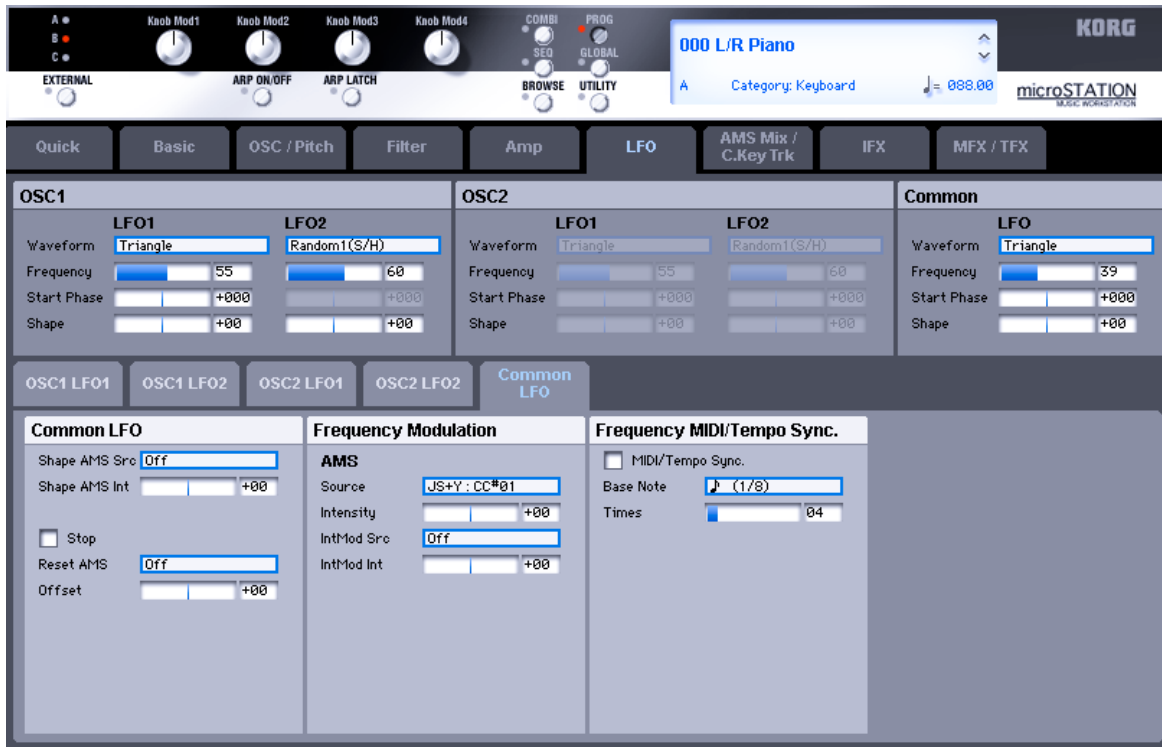 A
B
C
Knob Mod1 Knob Mod2 Knob Mod3 Knob Mod4
EXTERNAL ARP ON/OFF ARP LATCH
COMBI PROG
SEQ GLOBAL
BROWSE UTILITY
000 L/R Piano
A Category: Keyboard ♩= 088.00
KORG
microSTATION
MUSIC WORKSTATION
Quick Basic OSC / Pitch Filter Amp LFO AMS Mix / C.Key Trk IFX MFX / TFX
OSC1
LFO1 LFO2
Waveform Triangle Random1(S/H)
Frequency 55 60
Start Phase +000 +000
Shape +00 +00
OSC2
LFO1 LFO2
Waveform Triangle Random1(S/H)
Frequency 55 60
Start Phase +000 +000
Shape +00 +00
Common
LFO
Waveform Triangle
Frequency 39
Start Phase +000
Shape +00
OSC1 LFO1 OSC1 LFO2 OSC2 LFO1 OSC2 LFO2 Common LFO
Common LFO
Shape AMS Src Off
Shape AMS Int +00
Stop
Reset AMS Off
Offset +00
Frequency Modulation
AMS
Source JS+Y : CC#01
Intensity +00
IntMod Src Off
IntMod Int +00
Frequency MIDI/Tempo Sync.
MIDI/Tempo Sync.
Base Note ♪ (1/8)
Times 04